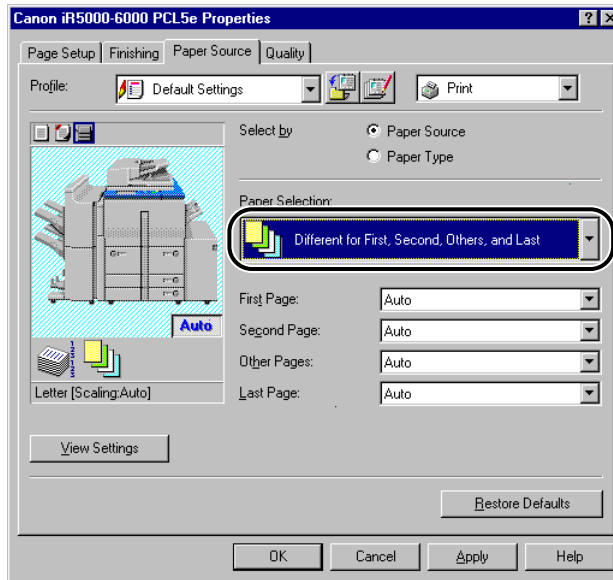 Canon iR5000-6000 PCL5e Properties
Page Setup Finishing Paper Source Quality
Profile: Default Settings Print
Select by Paper Source
Paper Type
Paper Selection:
Different for First, Second, Others, and Last
Auto
First Page: Auto
Second Page: Auto
Other Pages: Auto
Last Page: Auto
Letter [Scaling:Auto]
View Settings
Restore Defaults
OK Cancel Apply Help